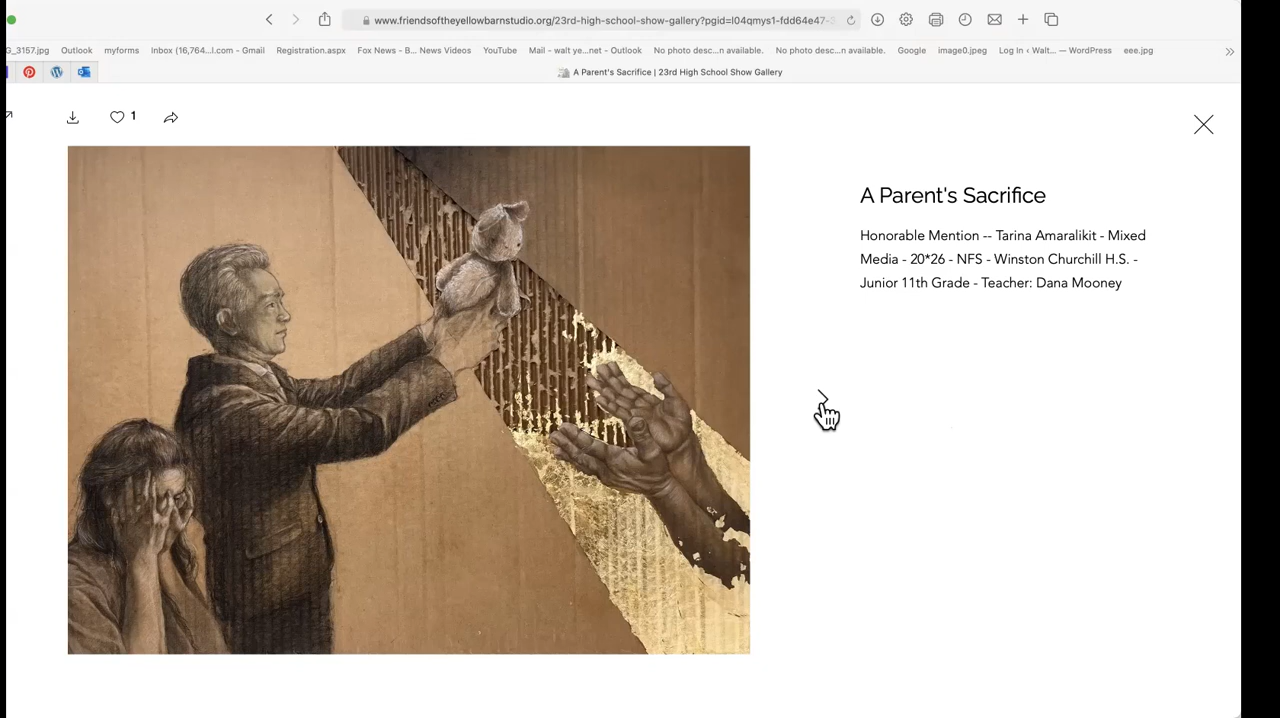 www.friendsoftheyellowbarnstudio.org/23rd-high-school-show-gallery?pgid=l04qmys1-fdd64e47-3
G_3157.jpg Outlook myforms Inbox (16,764...l.com – Gmail Registration.aspx Fox News - B... News Videos YouTube Mail - walt ye...net - Outlook No photo desc...n available. No photo desc...n available. Google image0.jpeg Log In ‹ Walt... — WordPress eee.jpg
A Parent's Sacrifice | 23rd High School Show Gallery
1
A Parent's Sacrifice
Honorable Mention -- Tarina Amaralikit - Mixed
Media - 20*26 - NFS - Winston Churchill H.S. -
Junior 11th Grade - Teacher: Dana Mooney